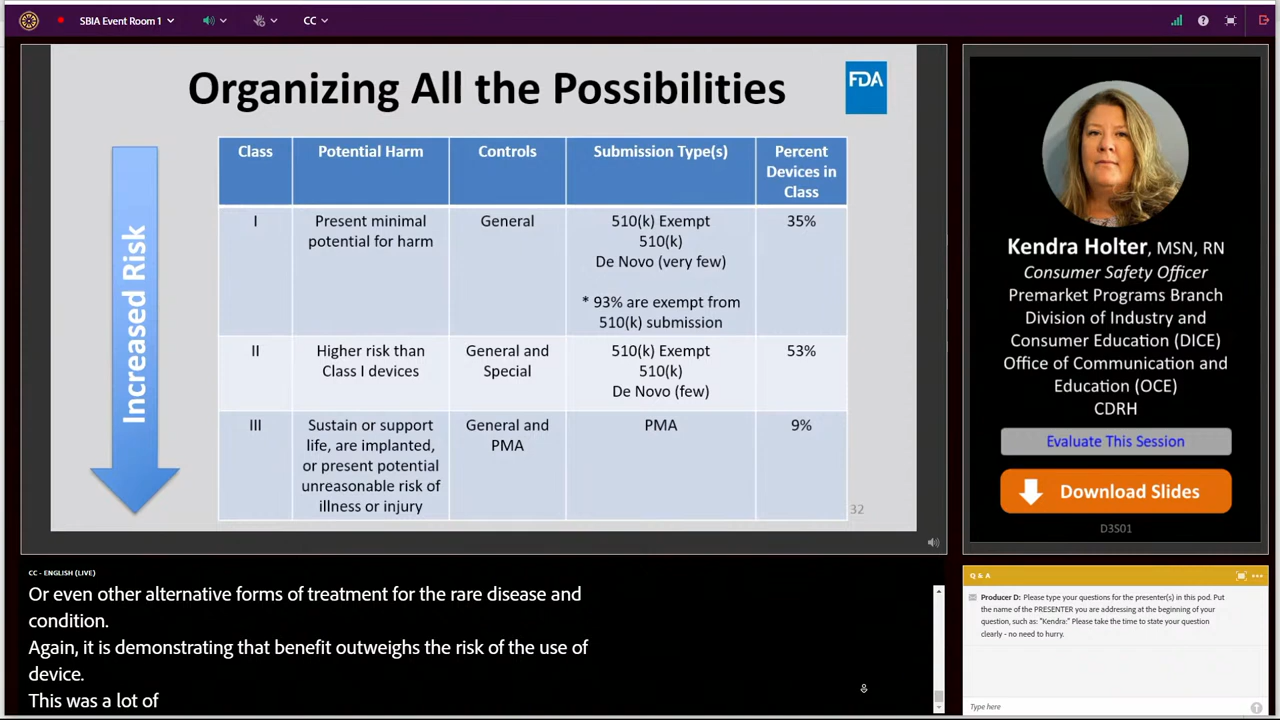 SBIA Event Room 1
CC
Organizing All the Possibilities
FDA
Increased Risk
Class
Potential Harm
Controls
Submission Type(s)
Percent
Devices in
Class
I
Present minimal
potential for harm
General
510(k) Exempt
510(k)
De Novo (very few)
* 93% are exempt from
510(k) submission
35%
II
Higher risk than
Class I devices
General and
Special
510(k) Exempt
510(k)
De Novo (few)
53%
III
Sustain or support
life, are implanted,
or present potential
unreasonable risk of
illness or injury
General and
PMA
PMA
9%
32
Kendra Holter, MSN, RN
Consumer Safety Officer
Premarket Programs Branch
Division of Industry and
Consumer Education (DICE)
Office of Communication and
Education (OCE)
CDRH
Evaluate This Session
Download Slides
D3S01
CC - ENGLISH (LIVE)
Or even other alternative forms of treatment for the rare disease and
condition.
Again, it is demonstrating that benefit outweighs the risk of the use of
device.
This was a lot of
Q & A
Producer D: Please type your questions for the presenter(s) in this pod. Put
the name of the PRESENTER you are addressing at the beginning of your
question, such as: "Kendra:" Please take the time to state your question
clearly - no need to hurry.
Type here